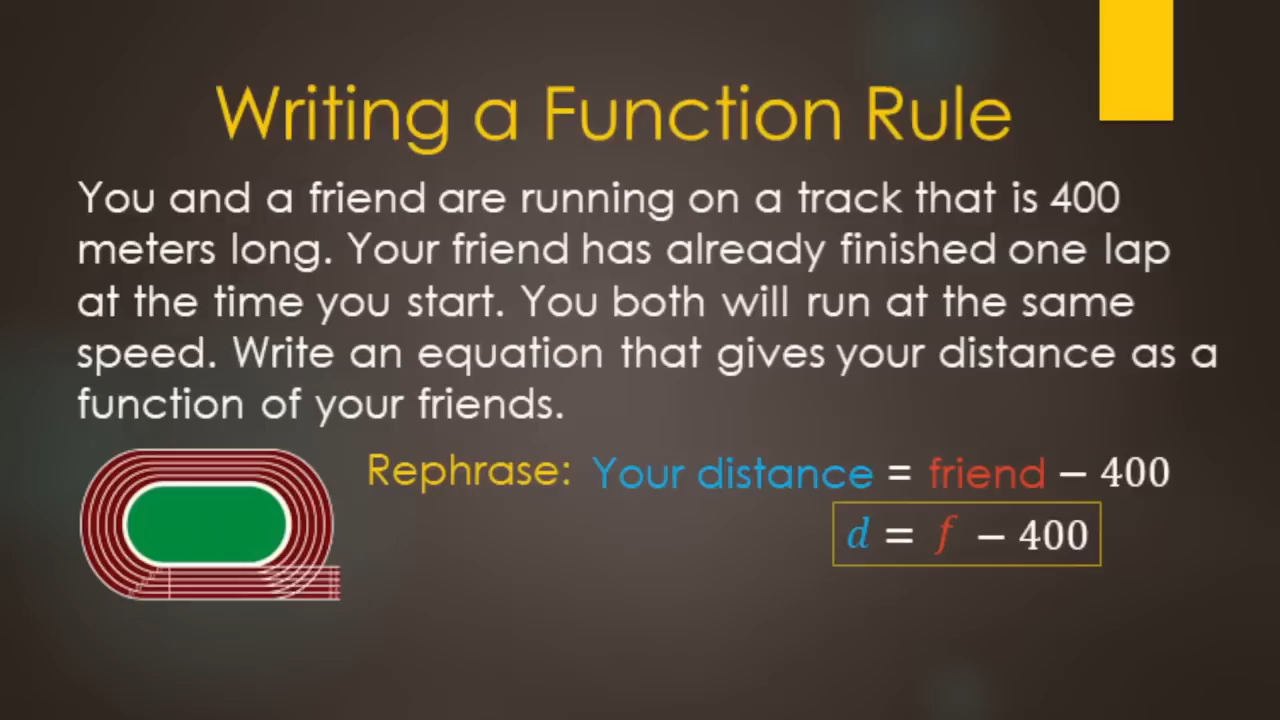 Writing a Function Rule
You and a friend are running on a track that is 400
meters long. Your friend has already finished one lap
at the time you start. You both will run at the same
speed. Write an equation that gives your distance as a
function of your friends.
Rephrase: Your distance = friend − 400
d = f − 400